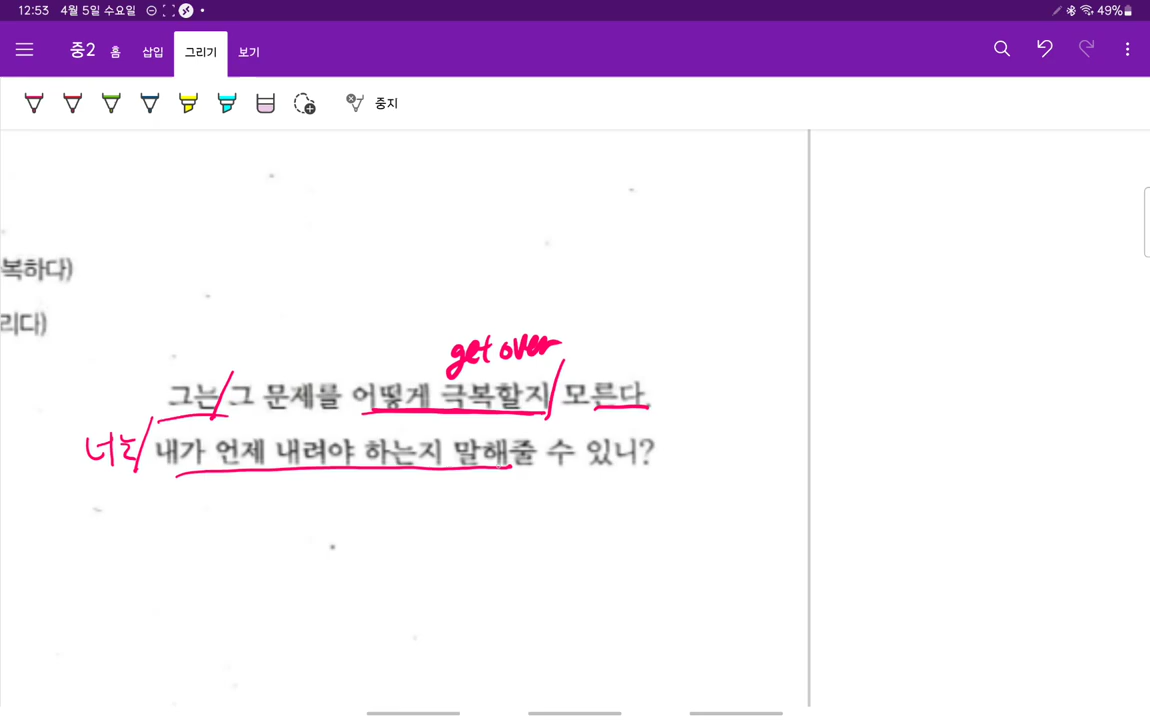 12:53 4월 5일 수요일 49%
중2 홈 삽입 그리기 보기
중지
복하다)
리다)
get over
그는 그 문제를 어떻게 극복할지 모른다.
너는 내가 언제 내려야 하는지 말해줄 수 있니?